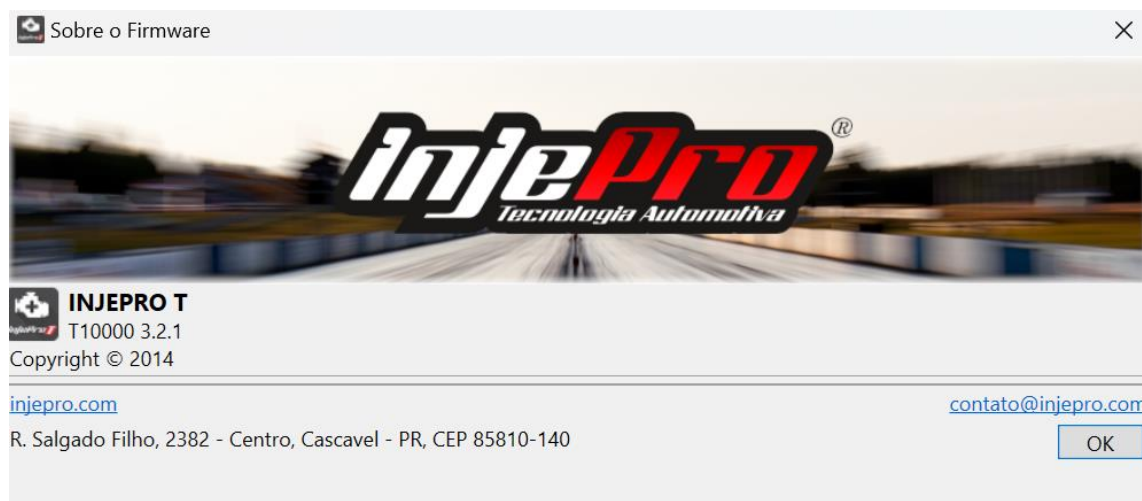 Sobre o Firmware
injePro ®
Tecnologia Automotiva
INJEPRO T
T10000 3.2.1
Copyright © 2014
injepro.com
contato@injepro.com
R. Salgado Filho, 2382 - Centro, Cascavel - PR, CEP 85810-140
OK